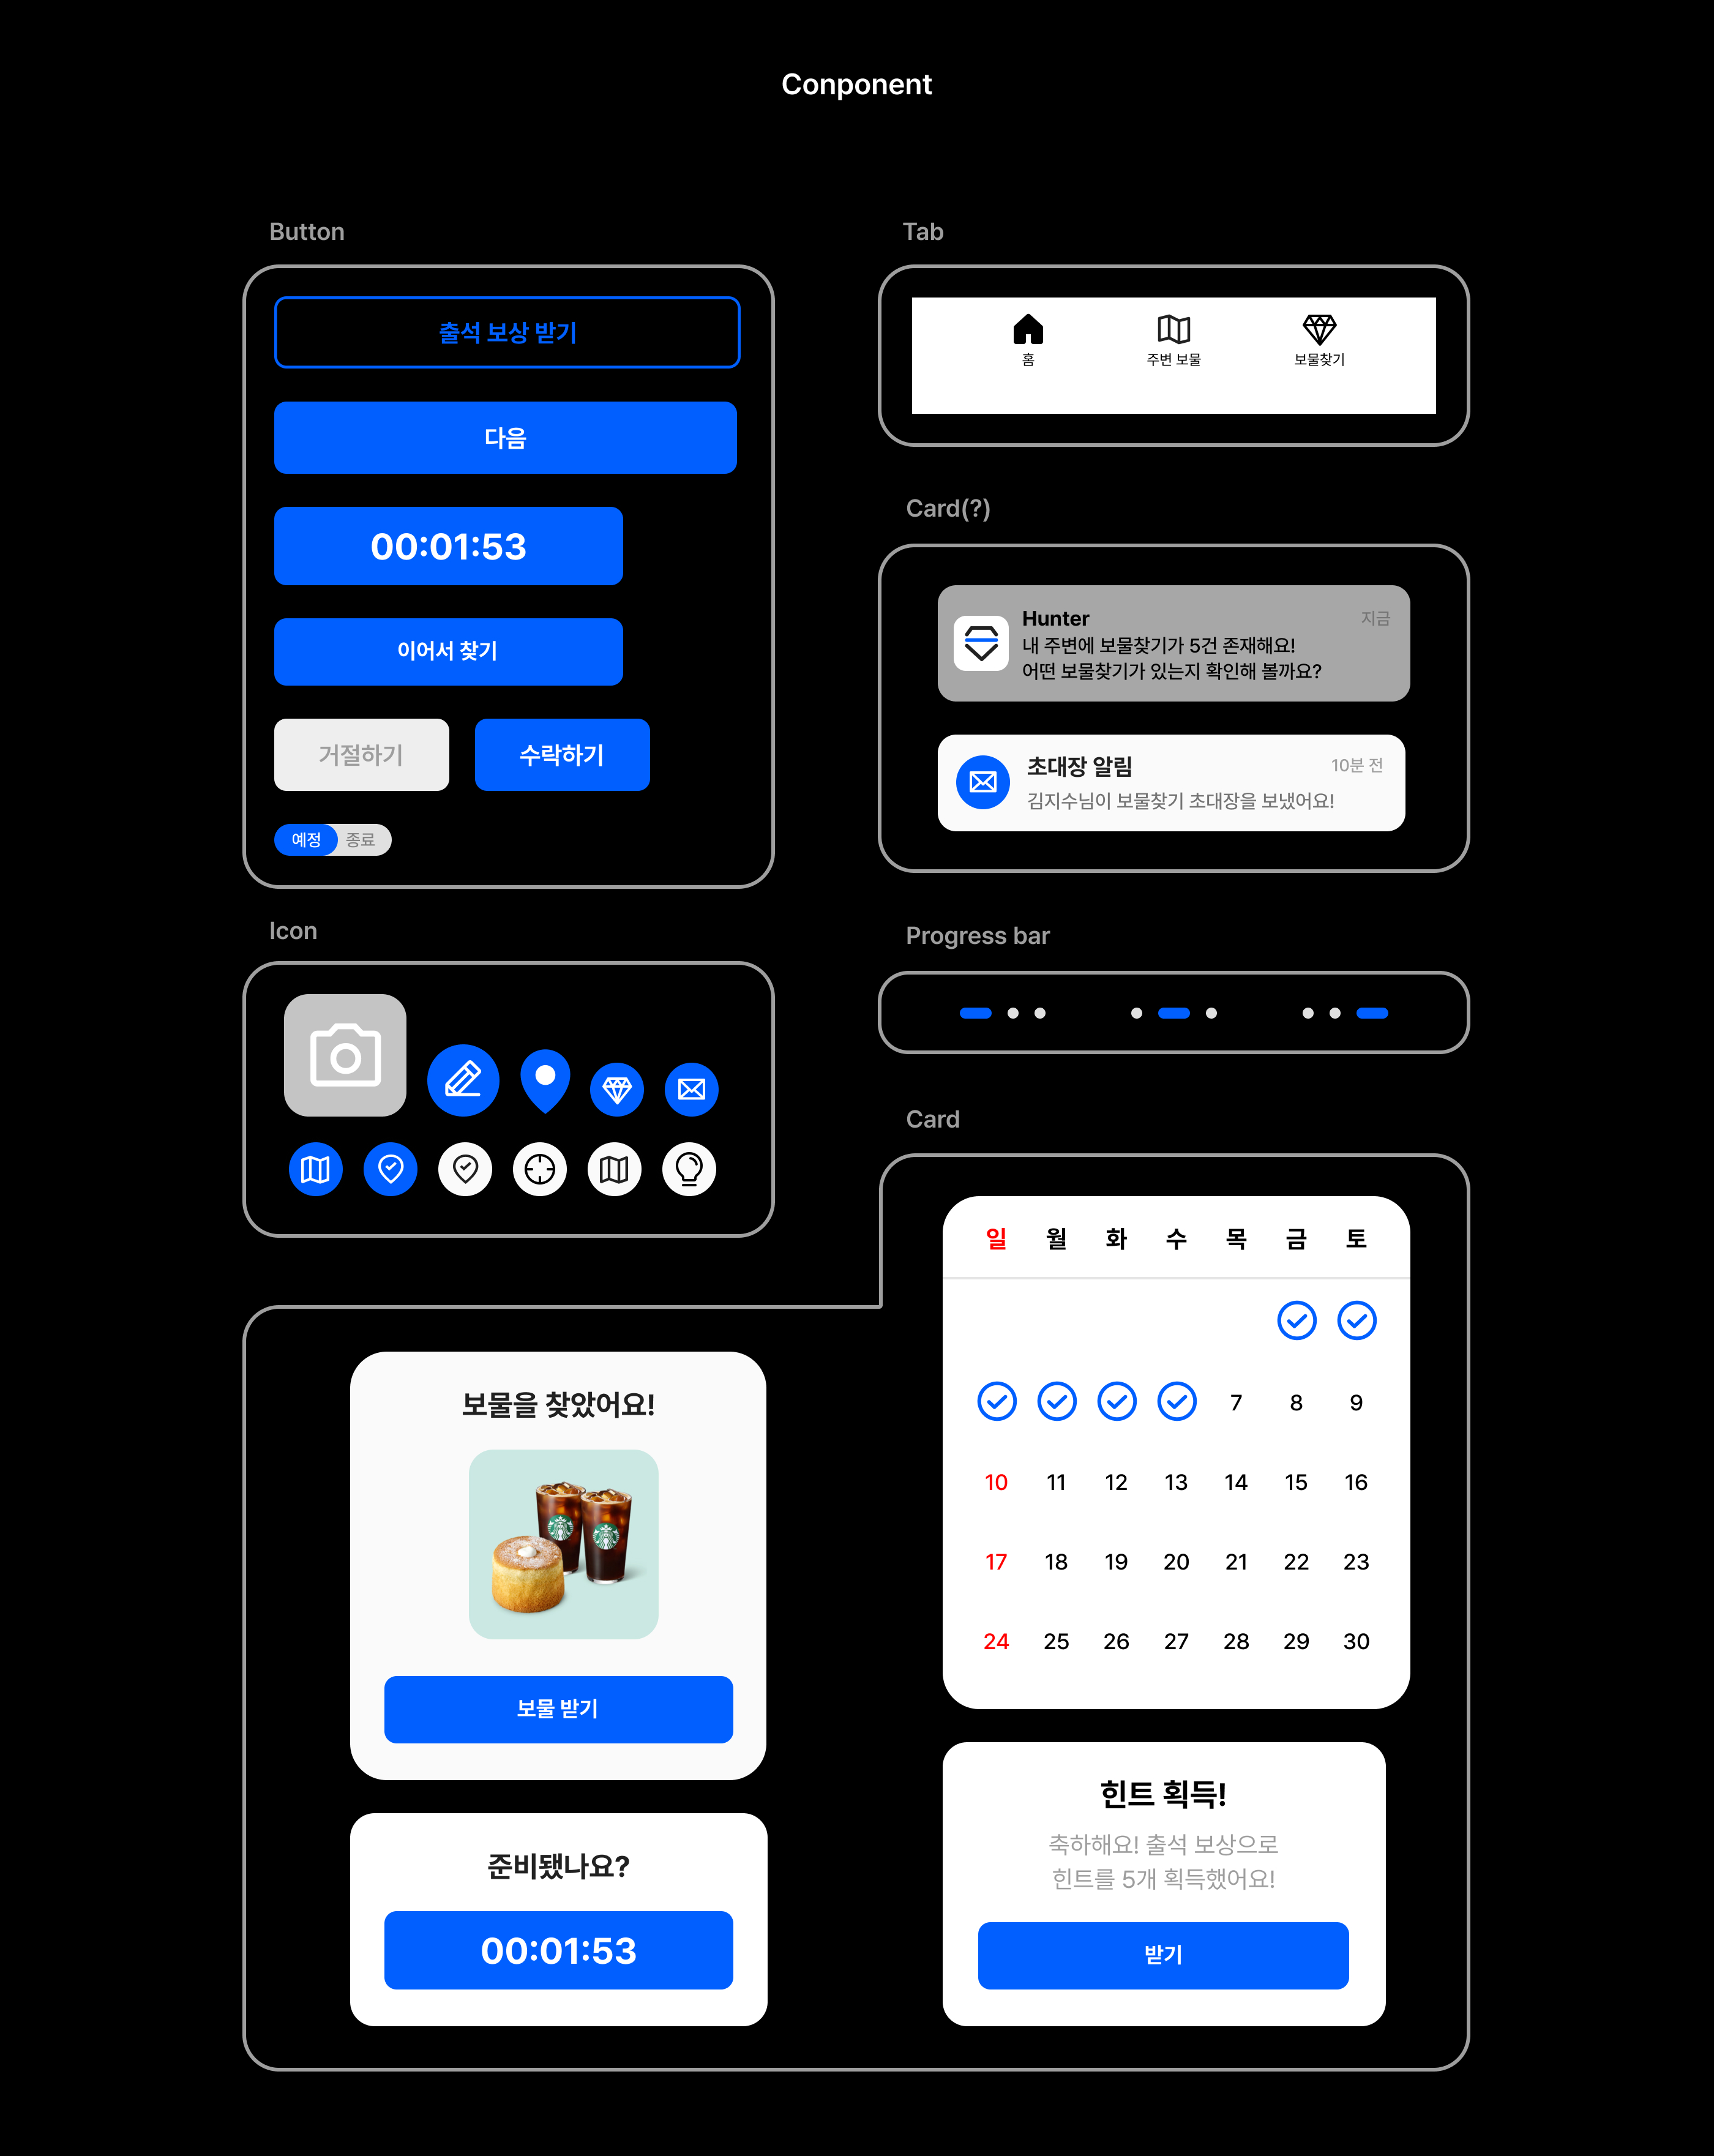 Conponent
Button
출석 보상 받기
다음
00:01:53
이어서 찾기
거절하기 수락하기
예정 종료
Tab
홈 주변 보물 보물찾기
Card(?)
Hunter 지금
내 주변에 보물찾기가 5건 존재해요!
어떤 보물찾기가 있는지 확인해 볼까요?
초대장 알림 10분 전
김지수님이 보물찾기 초대장을 보냈어요!
Icon
Progress bar
Card
일 월 화 수 목 금 토
7 8 9
10 11 12 13 14 15 16
17 18 19 20 21 22 23
24 25 26 27 28 29 30
보물을 찾았어요!
보물 받기
준비됐나요?
00:01:53
힌트 획득!
축하해요! 출석 보상으로
힌트를 5개 획득했어요!
받기